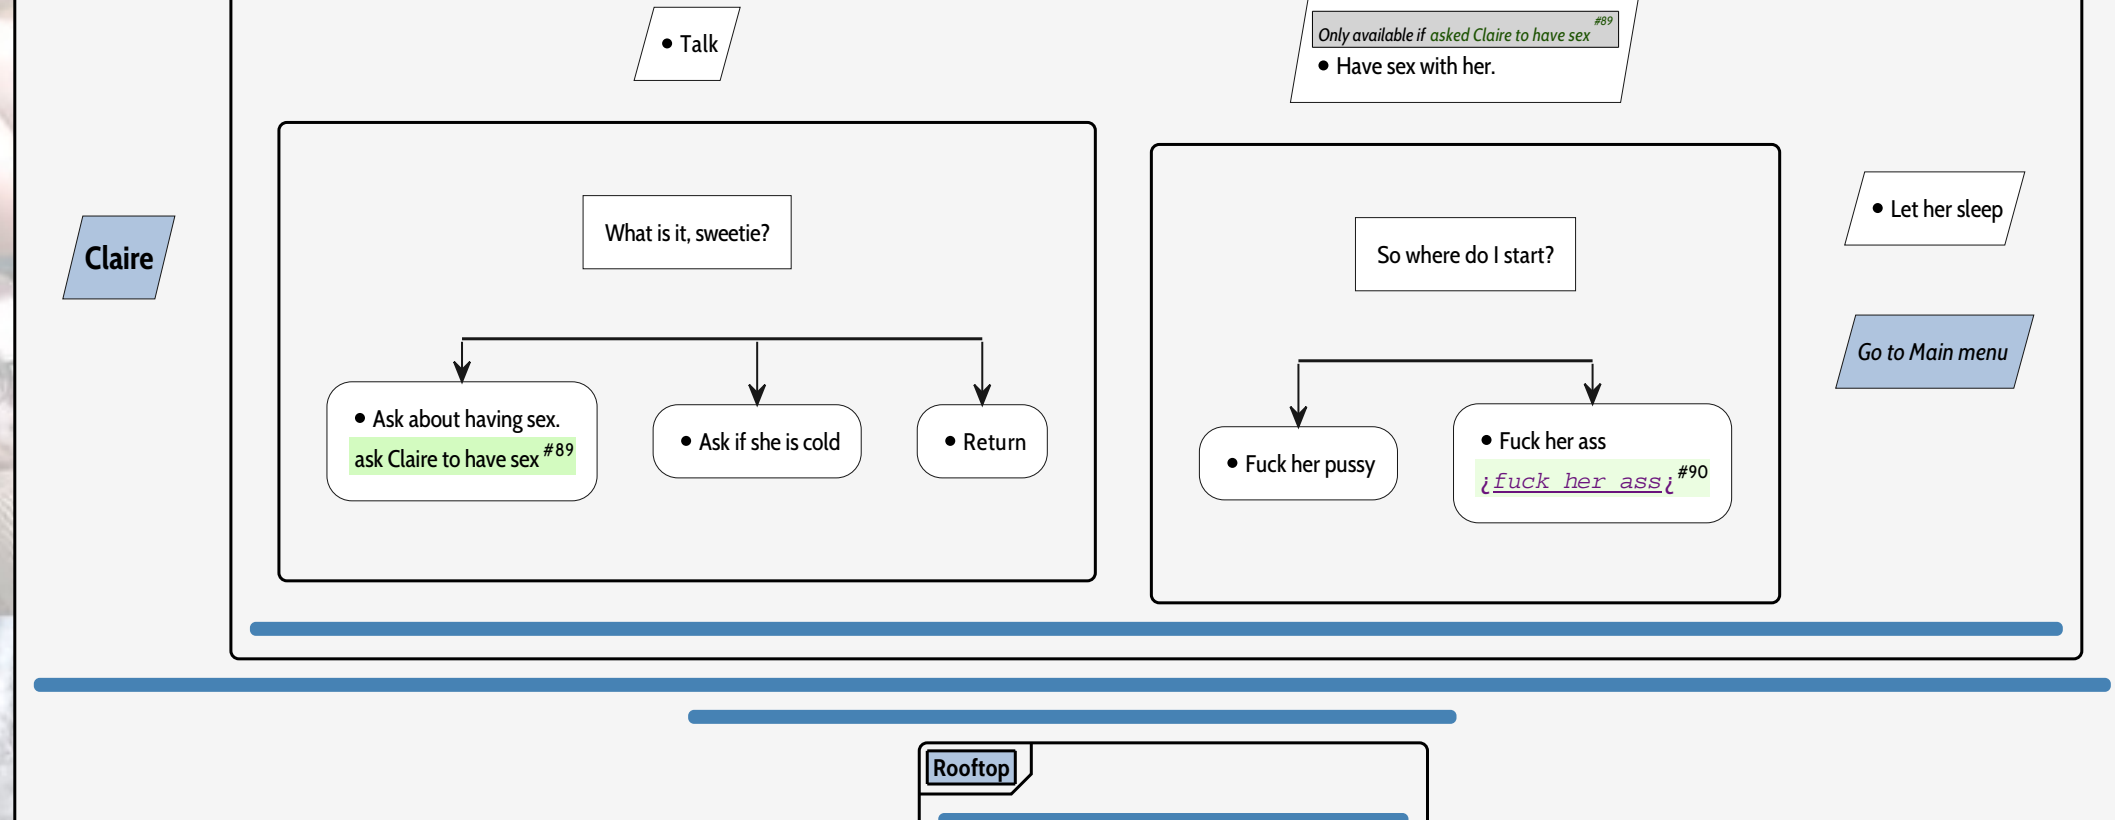 • Talk
#89
Only available if asked Claire to have sex
• Have sex with her.
Claire
What is it, sweetie?
• Ask about having sex.
ask Claire to have sex #89
• Ask if she is cold
• Return
So where do I start?
• Fuck her pussy
• Fuck her ass
¿fuck her ass¿ #90
• Let her sleep
Go to Main menu
Rooftop